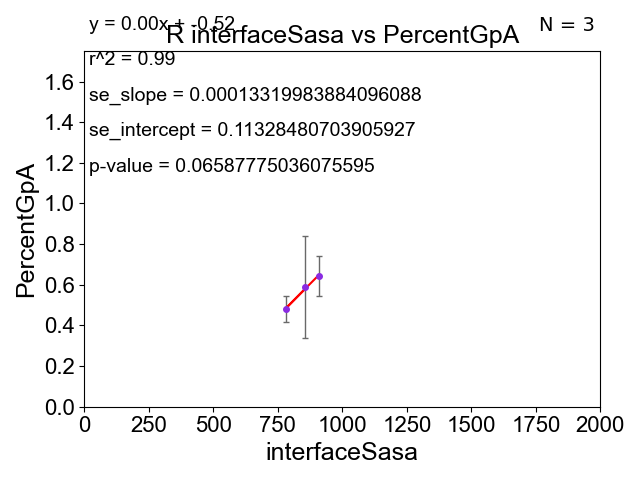 y = 0.00x + -0.52
N = 3
R interfaceSasa vs PercentGpA
r^2 = 0.99
se_slope = 0.00013319983884096088
se_intercept = 0.11328480703905927
p-value = 0.06587775036075595
PercentGpA
1.6
1.4
1.2
1.0
0.8
0.6
0.4
0.2
0.0
0 250 500 750 1000 1250 1500 1750 2000
interfaceSasa